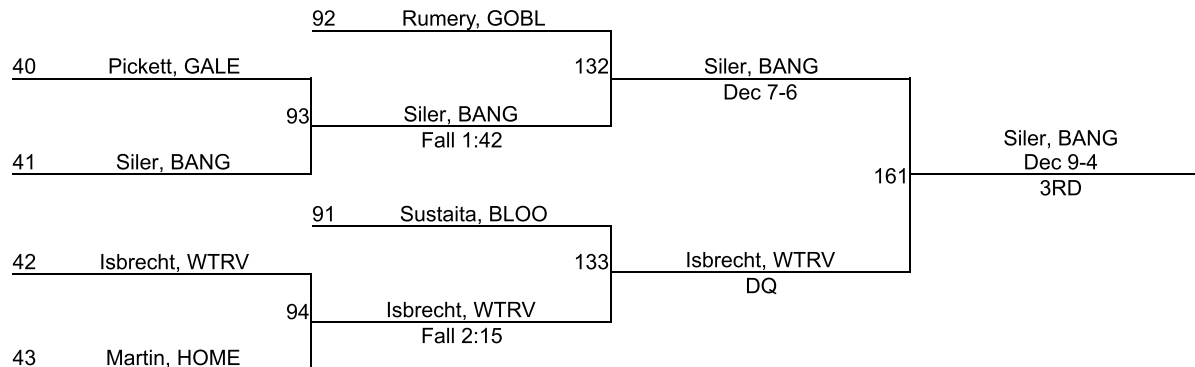 92 Rumery, GOBL
40 Pickett, GALE
132 Siler, BANG
Dec 7-6
93 Siler, BANG
Fall 1:42
Siler, BANG
Dec 9-4
3RD
41 Siler, BANG
161
91 Sustaita, BLOO
42 Isbrecht, WTRV
133 Isbrecht, WTRV
DQ
94 Isbrecht, WTRV
Fall 2:15
43 Martin, HOME